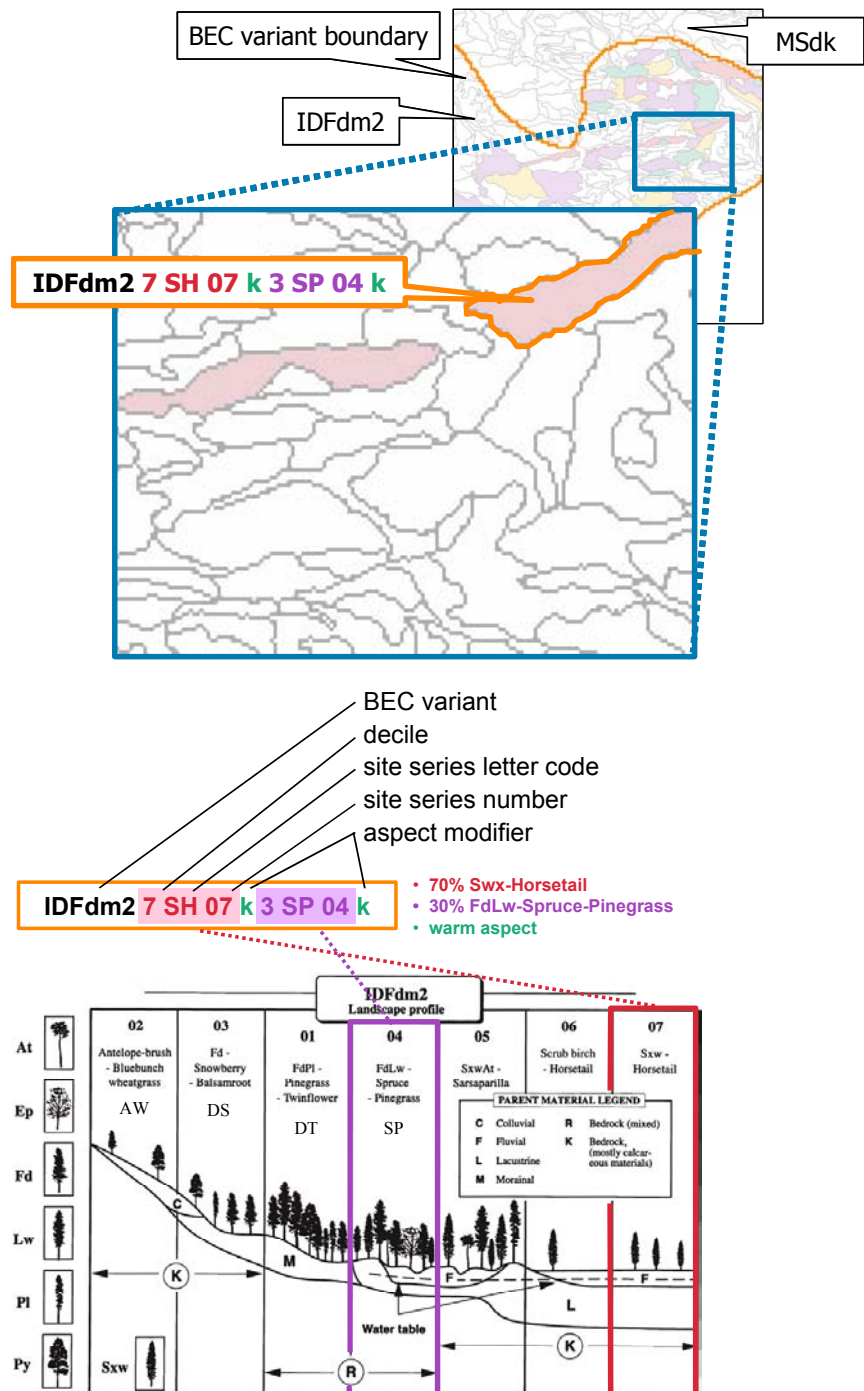 BEC variant boundary
MSdk
IDFdm2
IDFdm2 7 SH 07 k 3 SP 04 k
BEC variant
decile
site series letter code
site series number
aspect modifier
IDFdm2 7 SH 07 k 3 SP 04 k
• 70% Swx-Horsetail
• 30% FdLw-Spruce-Pinegrass
• warm aspect
IDFdm2
Landscape profile
At
Ep
Fd
Lw
Pl
Py
02
Antelope-brush
- Bluebunch
wheatgrass
AW
03
Fd -
Snowberry
- Balsamroot
DS
01
FdPl -
Pinegrass
- Twinflower
DT
04
FdLw -
Spruce
- Pinegrass
SP
05
SxwAt -
Sarsaparilla
06
Scrub birch
- Horsetail
07
Sxw -
Horsetail
PARENT MATERIAL LEGEND
C Colluvial
F Fluvial
L Lacustrine
M Morainal
R Bedrock (mixed)
K Bedrock,
(mostly calcar-
eous materials)
C
K
M
F
F
L
Water table
K
R
Sxw